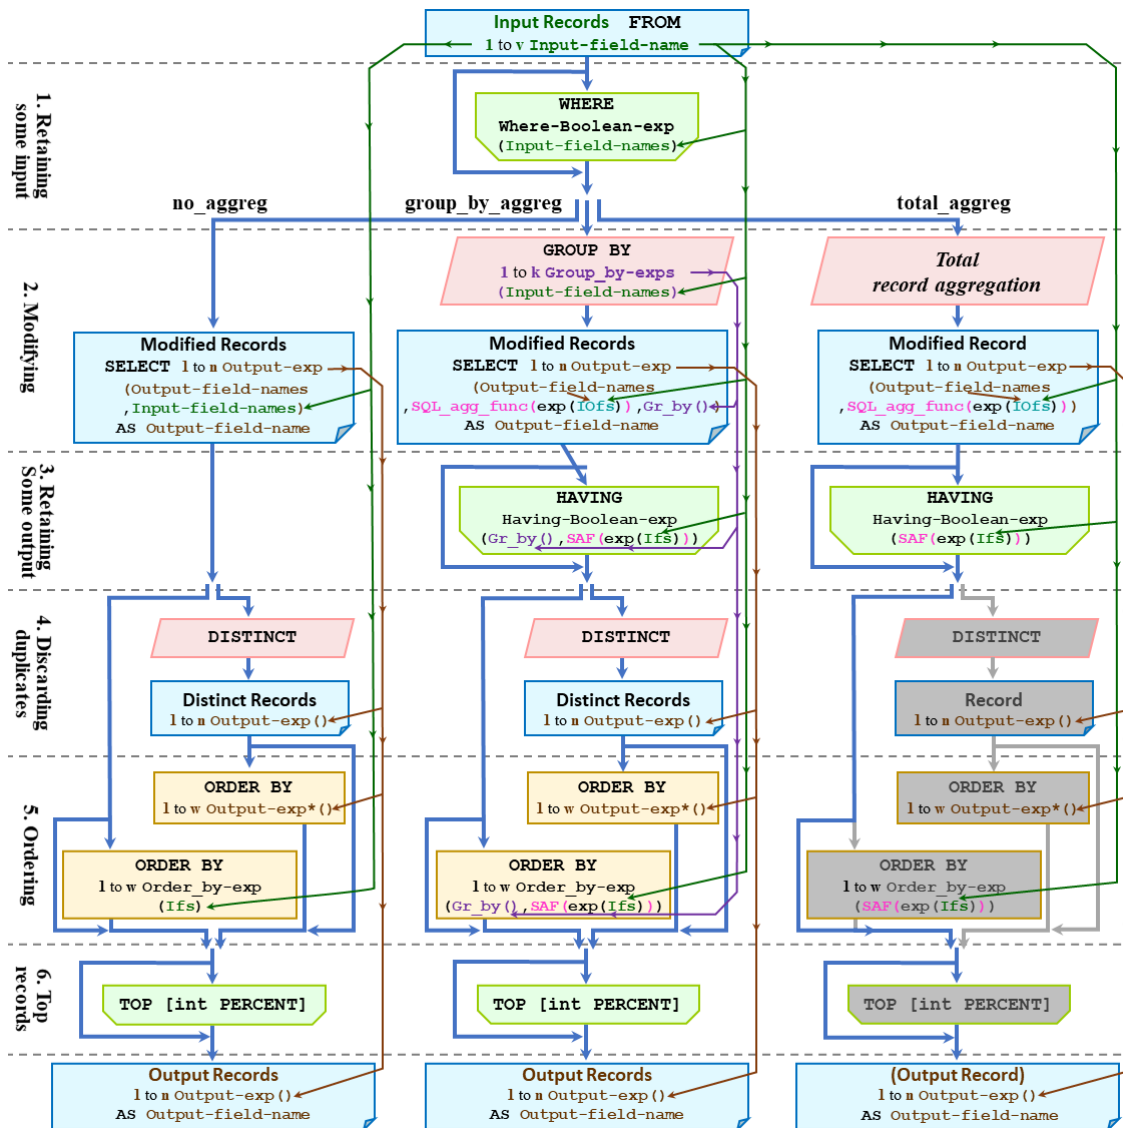 Input Records FROM
1 to v Input-field-name
1. Retaining
some input
WHERE
Where-Boolean-exp
(Input-field-names)
no_aggreg
group_by_aggreg
total_aggreg
2. Modifying
GROUP BY
1 to k Group_by-exps
(Input-field-names)
Total
record aggregation
Modified Records
SELECT 1 to n Output-exp
(Output-field-names
,Input-field-names)
AS Output-field-name
Modified Records
SELECT 1 to n Output-exp
(Output-field-names
,SQL_agg_func(exp(IOfs)),Gr_by())
AS Output-field-name
Modified Record
SELECT 1 to n Output-exp
(Output-field-names
,SQL_agg_func(exp(IOfs)))
AS Output-field-name
3. Retaining
Some output
HAVING
Having-Boolean-exp
(Gr_by(),SAF(exp(Ifs)))
HAVING
Having-Boolean-exp
(SAF(exp(Ifs)))
4. Discarding
duplicates
DISTINCT
DISTINCT
DISTINCT
Distinct Records
1 to n Output-exp()
Distinct Records
1 to n Output-exp()
Record
1 to n Output-exp()
5. Ordering
ORDER BY
1 to w Output-exp*()
ORDER BY
1 to w Output-exp*()
ORDER BY
1 to w Output-exp*()
ORDER BY
1 to w Order_by-exp
(Ifs)
ORDER BY
1 to w Order_by-exp
(Gr_by(),SAF(exp(Ifs)))
ORDER BY
1 to w Order_by-exp
(SAF(exp(Ifs)))
6. Top
records
TOP [int PERCENT]
TOP [int PERCENT]
TOP [int PERCENT]
Output Records
1 to n Output-exp()
AS Output-field-name
Output Records
1 to n Output-exp()
AS Output-field-name
(Output Record)
1 to n Output-exp()
AS Output-field-name